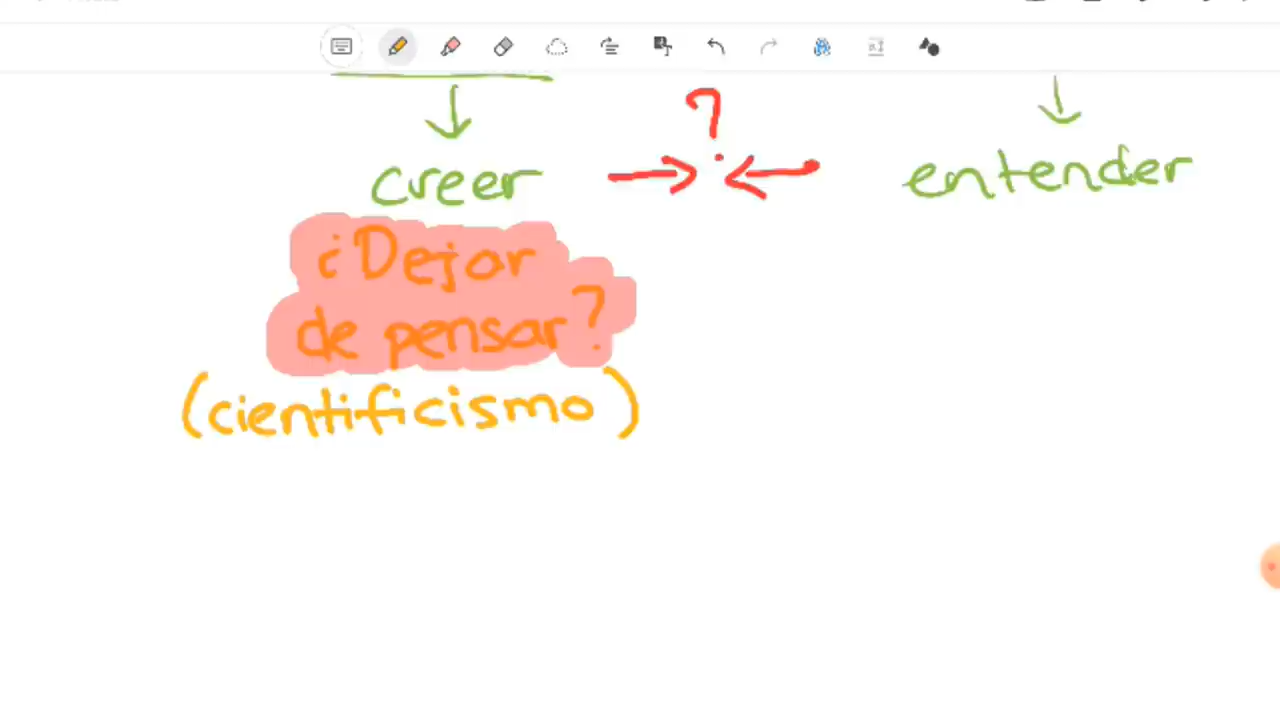 ?
creer → ← entender
¿Dejar
de pensar?
(cientificismo)